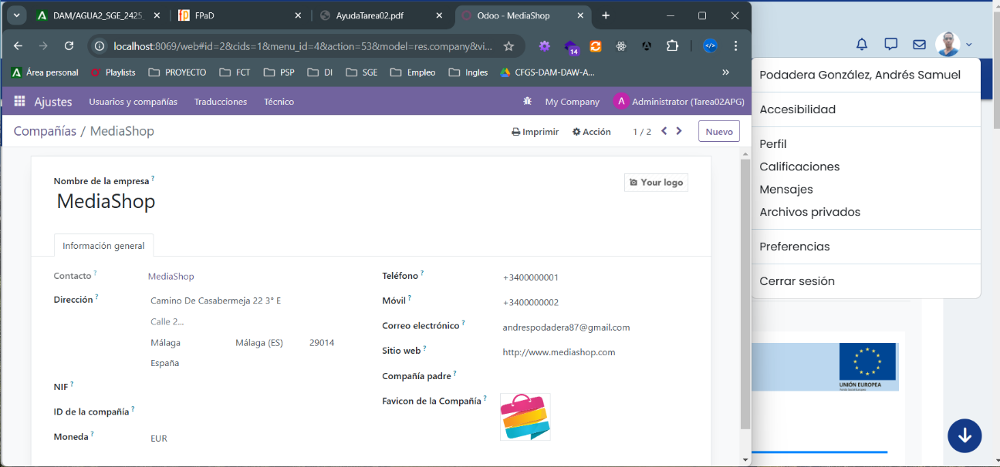 DAM/AGUA2_SGE_2425_
FPaD
AyudaTarea02.pdf
Odoo - MediaShop
localhost:8069/web#id=2&cids=1&menu_id=4&action=53&model=res.company&vi...
14
Área personal
Playlists
PROYECTO
FCT
PSP
DI
SGE
Empleo
Ingles
CFGS-DAM-DAW-A...
»
Ajustes
Usuarios y compañías
Traducciones
Técnico
My Company
A
Administrator (Tarea02APG)
Compañías / MediaShop
Imprimir
Acción
1 / 2
Nuevo
Nombre de la empresa ?
Your logo
MediaShop
Información general
Contacto ?
MediaShop
Dirección ?
Camino De Casabermeja 22 3° E
Calle 2...
Málaga
Málaga (ES)
29014
España
NIF ?
ID de la compañía ?
Moneda ?
EUR
Teléfono ?
+3400000001
Móvil ?
+3400000002
Correo electrónico ?
andrespodadera87@gmail.com
Sitio web ?
http://www.mediashop.com
Compañía padre ?
Favicon de la Compañía ?
Podadera González, Andrés Samuel
Accesibilidad
Perfil
Calificaciones
Mensajes
Archivos privados
Preferencias
Cerrar sesión
UNIÓN EUROPEA